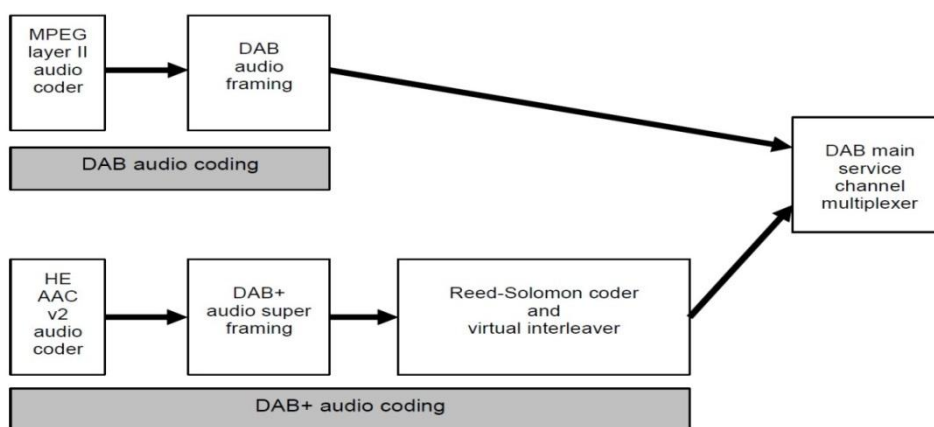 MPEG
layer II
audio
coder
DAB
audio
framing
DAB audio coding
DAB main
service
channel
multiplexer
HE
AAC
v2
audio
coder
DAB+
audio super
framing
Reed-Solomon coder
and
virtual interleaver
DAB+ audio coding